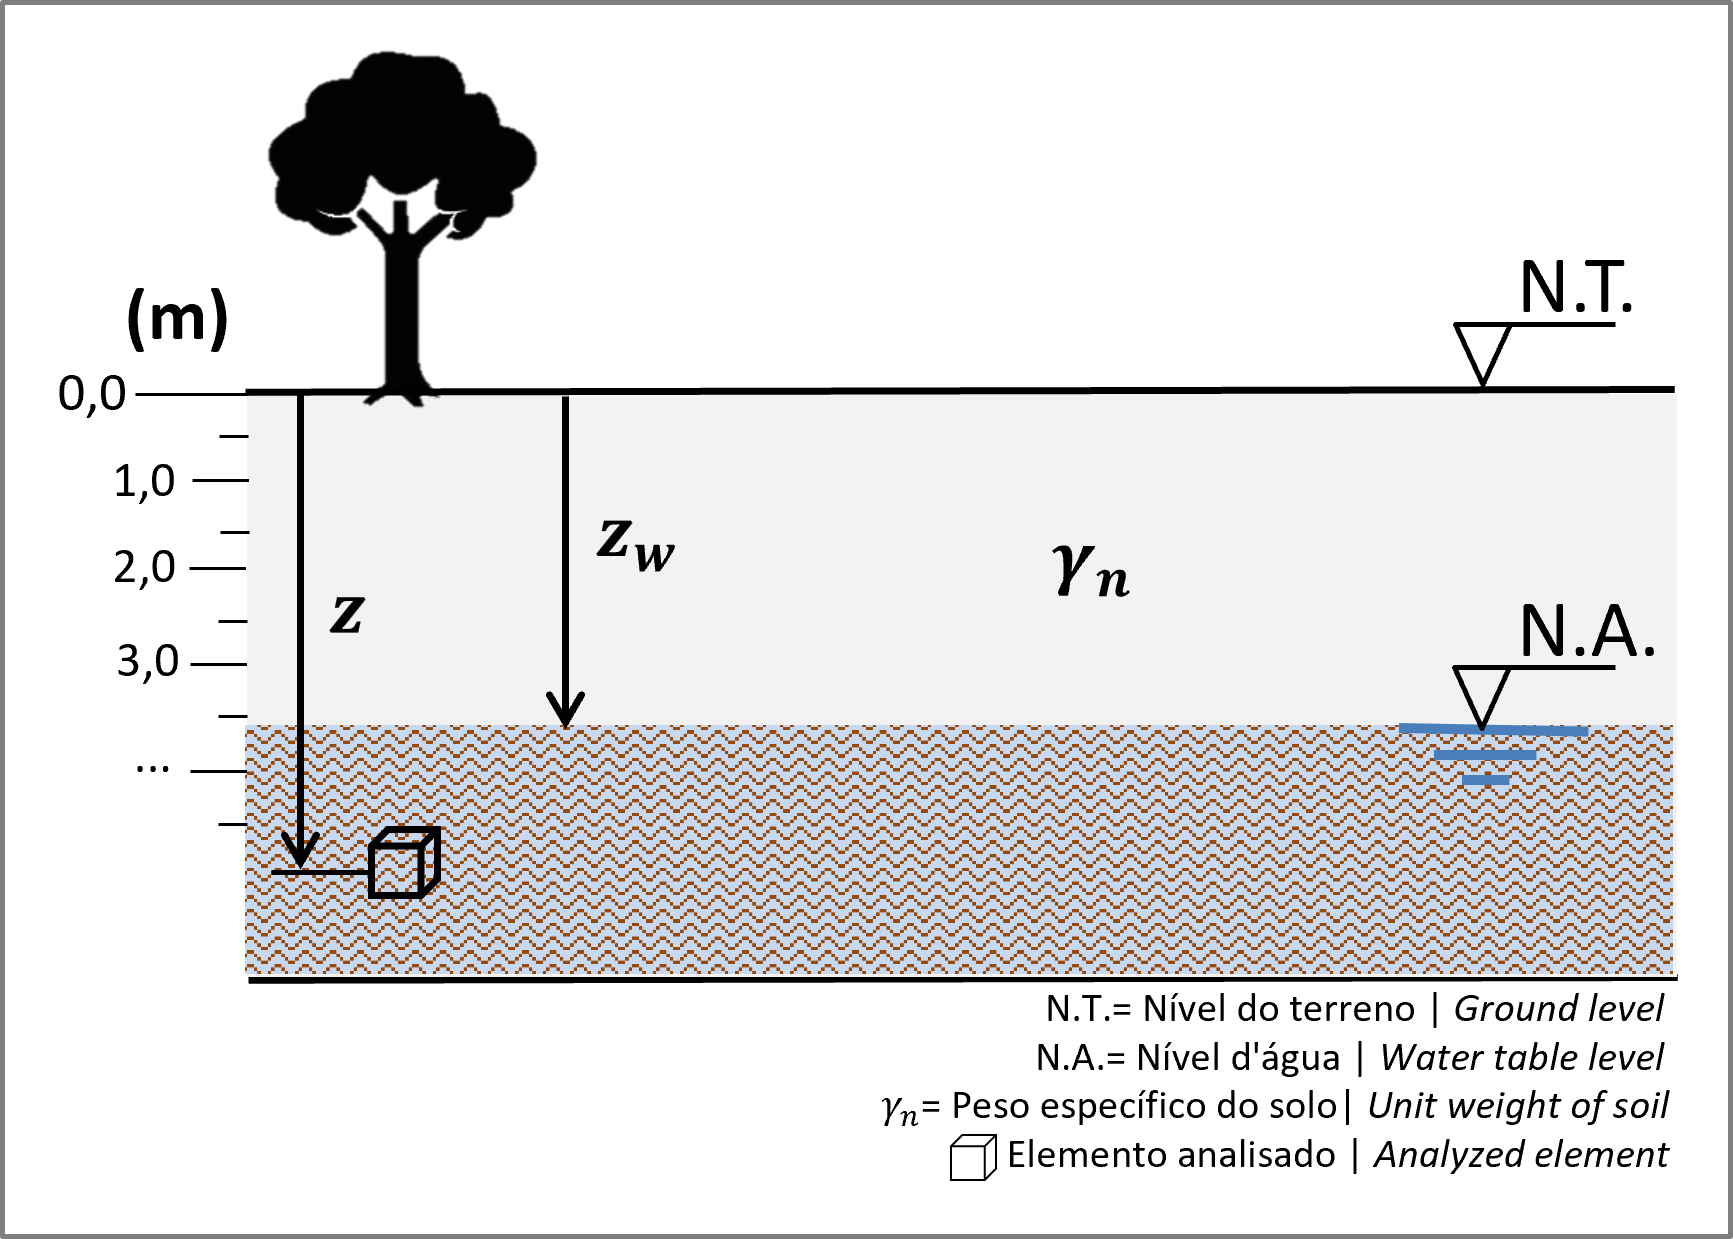 N.T.
(m)
0,0
1,0
z_w
γ_n
2,0
z
N.A.
3,0
...
N.T.= Nível do terreno | Ground level
N.A.= Nível d'água | Water table level
γ_n= Peso específico do solo| Unit weight of soil
Elemento analisado | Analyzed element